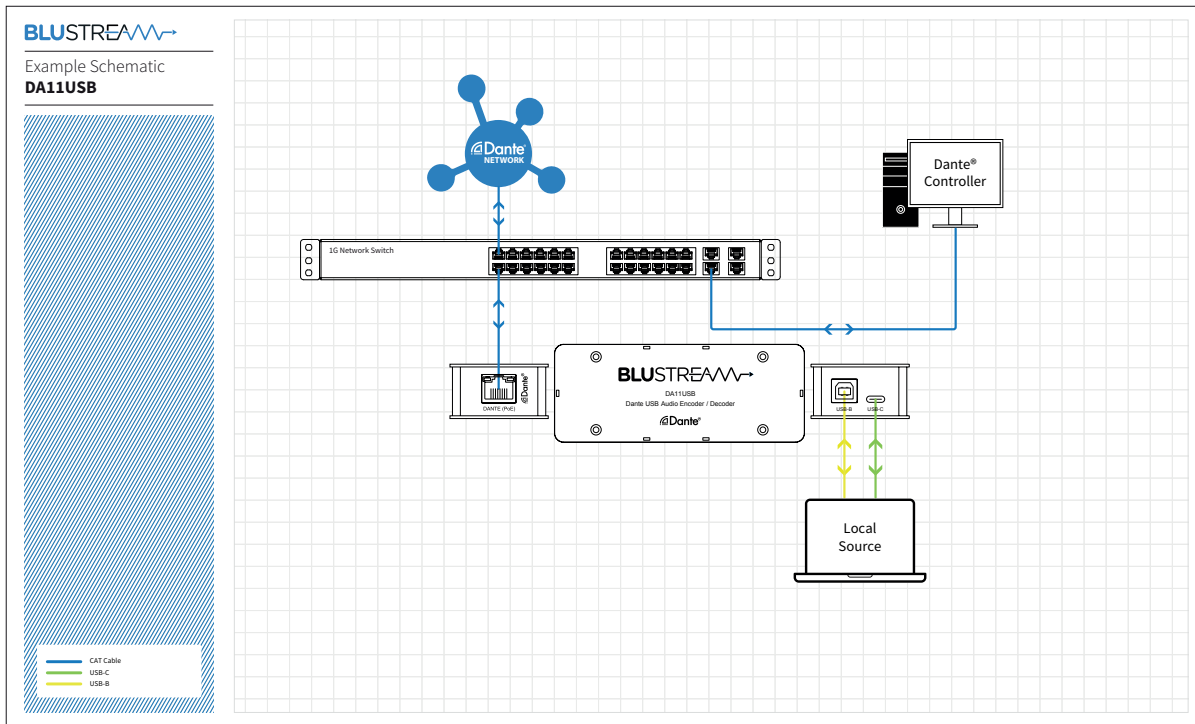 BLUSTREAM
Example Schematic
DA11USB
Dante®
NETWORK
Dante®
Controller
1G Network Switch
DANTE (PoE)
Dante®
BLUSTREAM
DA11USB
Dante USB Audio Encoder / Decoder
Dante®
USB-B
USB-C
Local
Source
CAT Cable
USB-C
USB-B